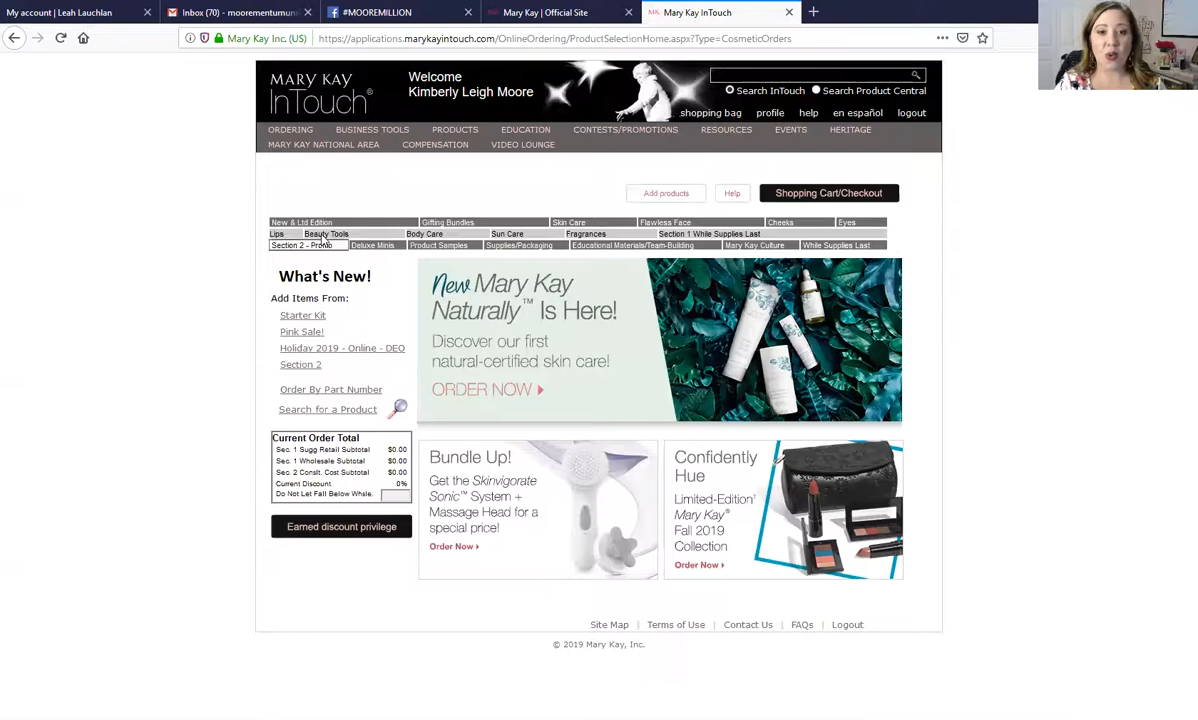 My account | Leah Lauchlan
Inbox (70) - moorementumun
#MOOREMILLION
Mary Kay | Official Site
Mary Kay InTouch
Mary Kay Inc. (US)
https://applications.marykayintouch.com/OnlineOrdering/ProductSelectionHome.aspx?Type=CosmeticOrders
MARY KAY
InTouch®
Welcome
Kimberly Leigh Moore
Search InTouch
Search Product Central
shopping bag profile help en español logout
ORDERING BUSINESS TOOLS PRODUCTS EDUCATION CONTESTS/PROMOTIONS RESOURCES EVENTS HERITAGE
MARY KAY NATIONAL AREA COMPENSATION VIDEO LOUNGE
Add products
Help
Shopping Cart/Checkout
New & Ltd Edition Gifting Bundles Skin Care Flawless Face Cheeks Eyes
Lips Beauty Tools Body Care Sun Care Fragrances Section 1 While Supplies Last
Section 2 - Deluxe Minis Product Samples Supplies/Packaging Educational Materials/Team-Building Mary Kay Culture While Supplies Last
What's New!
Add Items From:
Starter Kit
Pink Sale!
Holiday 2019 - Online - DEO
Section 2
Order By Part Number
Search for a Product
Current Order Total
Sec. 1 Sugg Retail Subtotal $0.00
Sec. 1 Wholesale Subtotal $0.00
Sec. 2 Conslt. Cost Subtotal $0.00
Current Discount 0%
Do Not Let Fall Below Whsle.
Earned discount privilege
New Mary Kay
Naturally™ Is Here!
Discover our first
natural-certified skin care!
ORDER NOW
Bundle Up!
Get the Skinvigorate
Sonic™ System +
Massage Head for a
special price!
Order Now
Confidently
Hue
Limited-Edition†
Mary Kay®
Fall 2019
Collection
Order Now
Site Map | Terms of Use | Contact Us | FAQs | Logout
© 2019 Mary Kay, Inc.